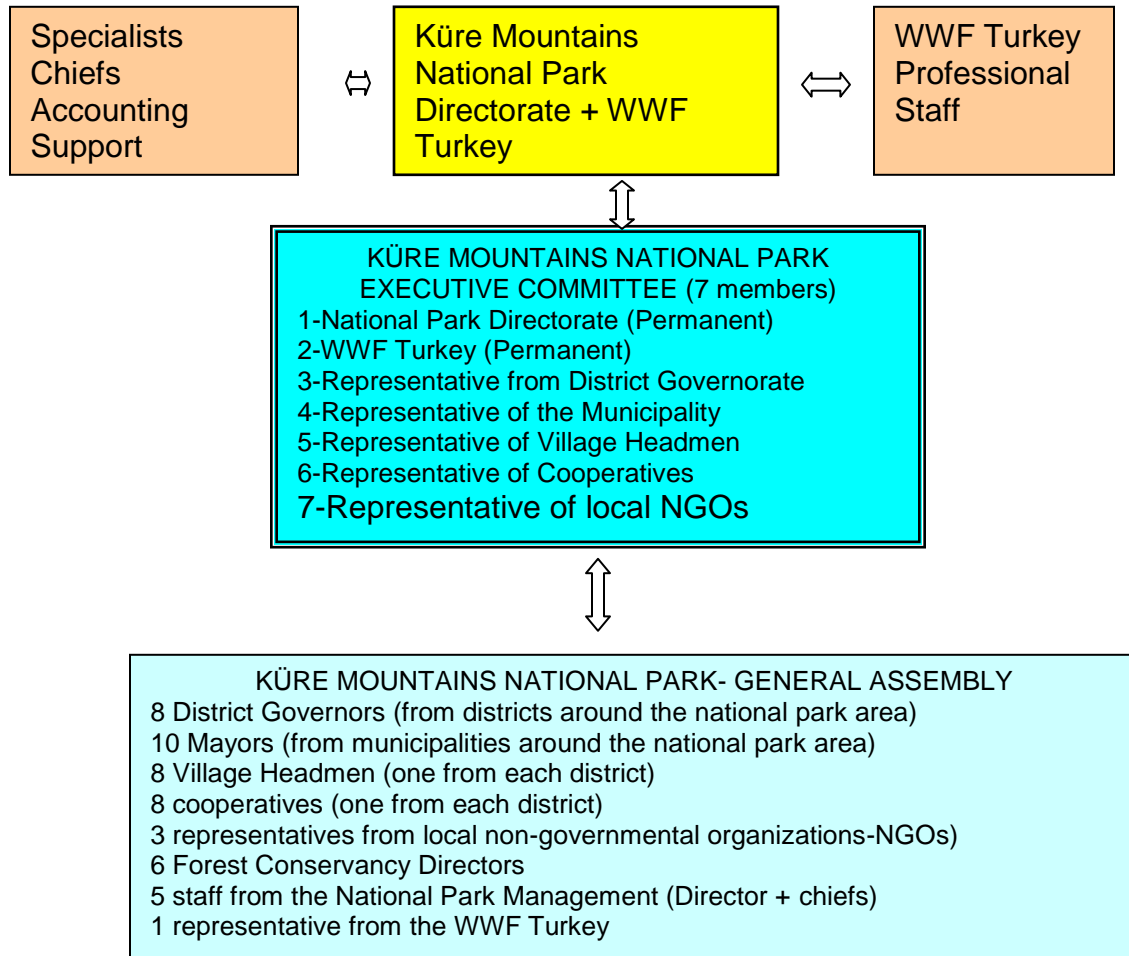 Specialists
Chiefs
Accounting
Support
Küre Mountains
National Park
Directorate + WWF
Turkey
WWF Turkey
Professional
Staff
KÜRE MOUNTAINS NATIONAL PARK
EXECUTIVE COMMITTEE (7 members)
1-National Park Directorate (Permanent)
2-WWF Turkey (Permanent)
3-Representative from District Governorate
4-Representative of the Municipality
5-Representative of Village Headmen
6-Representative of Cooperatives
7-Representative of local NGOs
KÜRE MOUNTAINS NATIONAL PARK- GENERAL ASSEMBLY
8 District Governors (from districts around the national park area)
10 Mayors (from municipalities around the national park area)
8 Village Headmen (one from each district)
8 cooperatives (one from each district)
3 representatives from local non-governmental organizations-NGOs)
6 Forest Conservancy Directors
5 staff from the National Park Management (Director + chiefs)
1 representative from the WWF Turkey